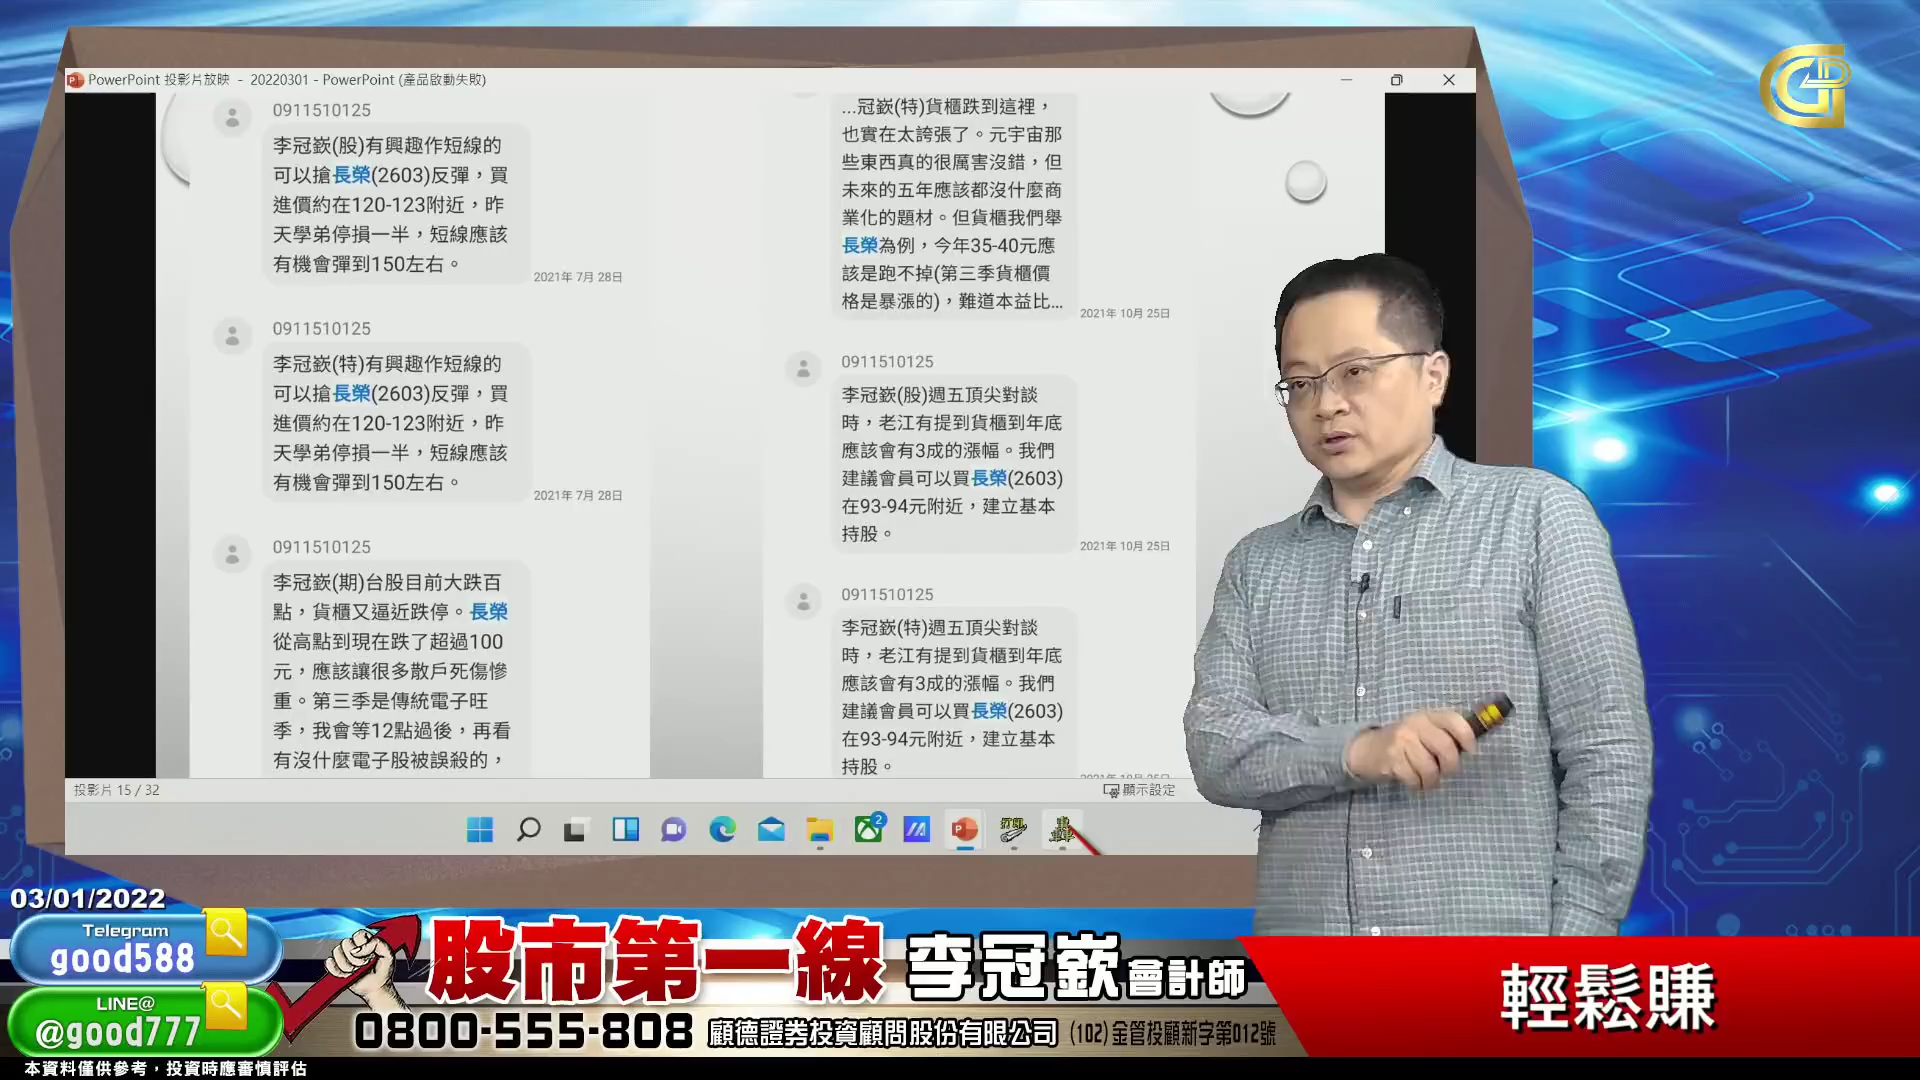 PowerPoint 投影片放映 - 20220301 - PowerPoint (產品啟動失敗)
0911510125
李冠嶔(股)有興趣作短線的
可以搶長榮(2603)反彈，買
進價約在120-123附近，昨
天學弟停損一半，短線應該
有機會彈到150左右。
2021年 7月 28日
0911510125
李冠嶔(特)有興趣作短線的
可以搶長榮(2603)反彈，買
進價約在120-123附近，昨
天學弟停損一半，短線應該
有機會彈到150左右。
2021年 7月 28日
0911510125
李冠嶔(期)台股目前大跌百
點，貨櫃又逼近跌停。長榮
從高點到現在跌了超過100
元，應該讓很多散戶死傷慘
重。第三季是傳統電子旺
季，我會等12點過後，再看
有沒什麼電子股被誤殺的，
...冠嶔(特)貨櫃跌到這裡，
也實在太誇張了。元宇宙那
些東西真的很厲害沒錯，但
未來的五年應該都沒什麼商
業化的題材。但貨櫃我們舉
長榮為例，今年35-40元應
該是跑不掉(第三季貨櫃價
格是暴漲的)，難道本益比...
2021年 10月 25日
0911510125
李冠嶔(股)週五頂尖對談
時，老江有提到貨櫃到年底
應該會有3成的漲幅。我們
建議會員可以買長榮(2603)
在93-94元附近，建立基本
持股。
2021年 10月 25日
0911510125
李冠嶔(特)週五頂尖對談
時，老江有提到貨櫃到年底
應該會有3成的漲幅。我們
建議會員可以買長榮(2603)
在93-94元附近，建立基本
持股。
2021年 10月 25日
投影片 15 / 32
顯示設定
2
03/01/2022
Telegram
good588
LINE@
@good777
股市第一線 李冠嶔 會計師
0800-555-808 顧德證券投資顧問股份有限公司 (102)金管投顧新字第012號
輕鬆賺
本資料僅供參考，投資時應審慎評估